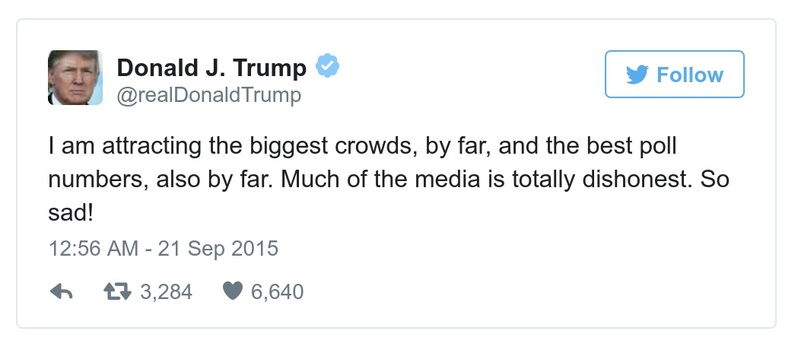 Donald J. Trump
@realDonaldTrump
Follow
I am attracting the biggest crowds, by far, and the best poll
numbers, also by far. Much of the media is totally dishonest. So
sad!
12:56 AM - 21 Sep 2015
3,284 6,640